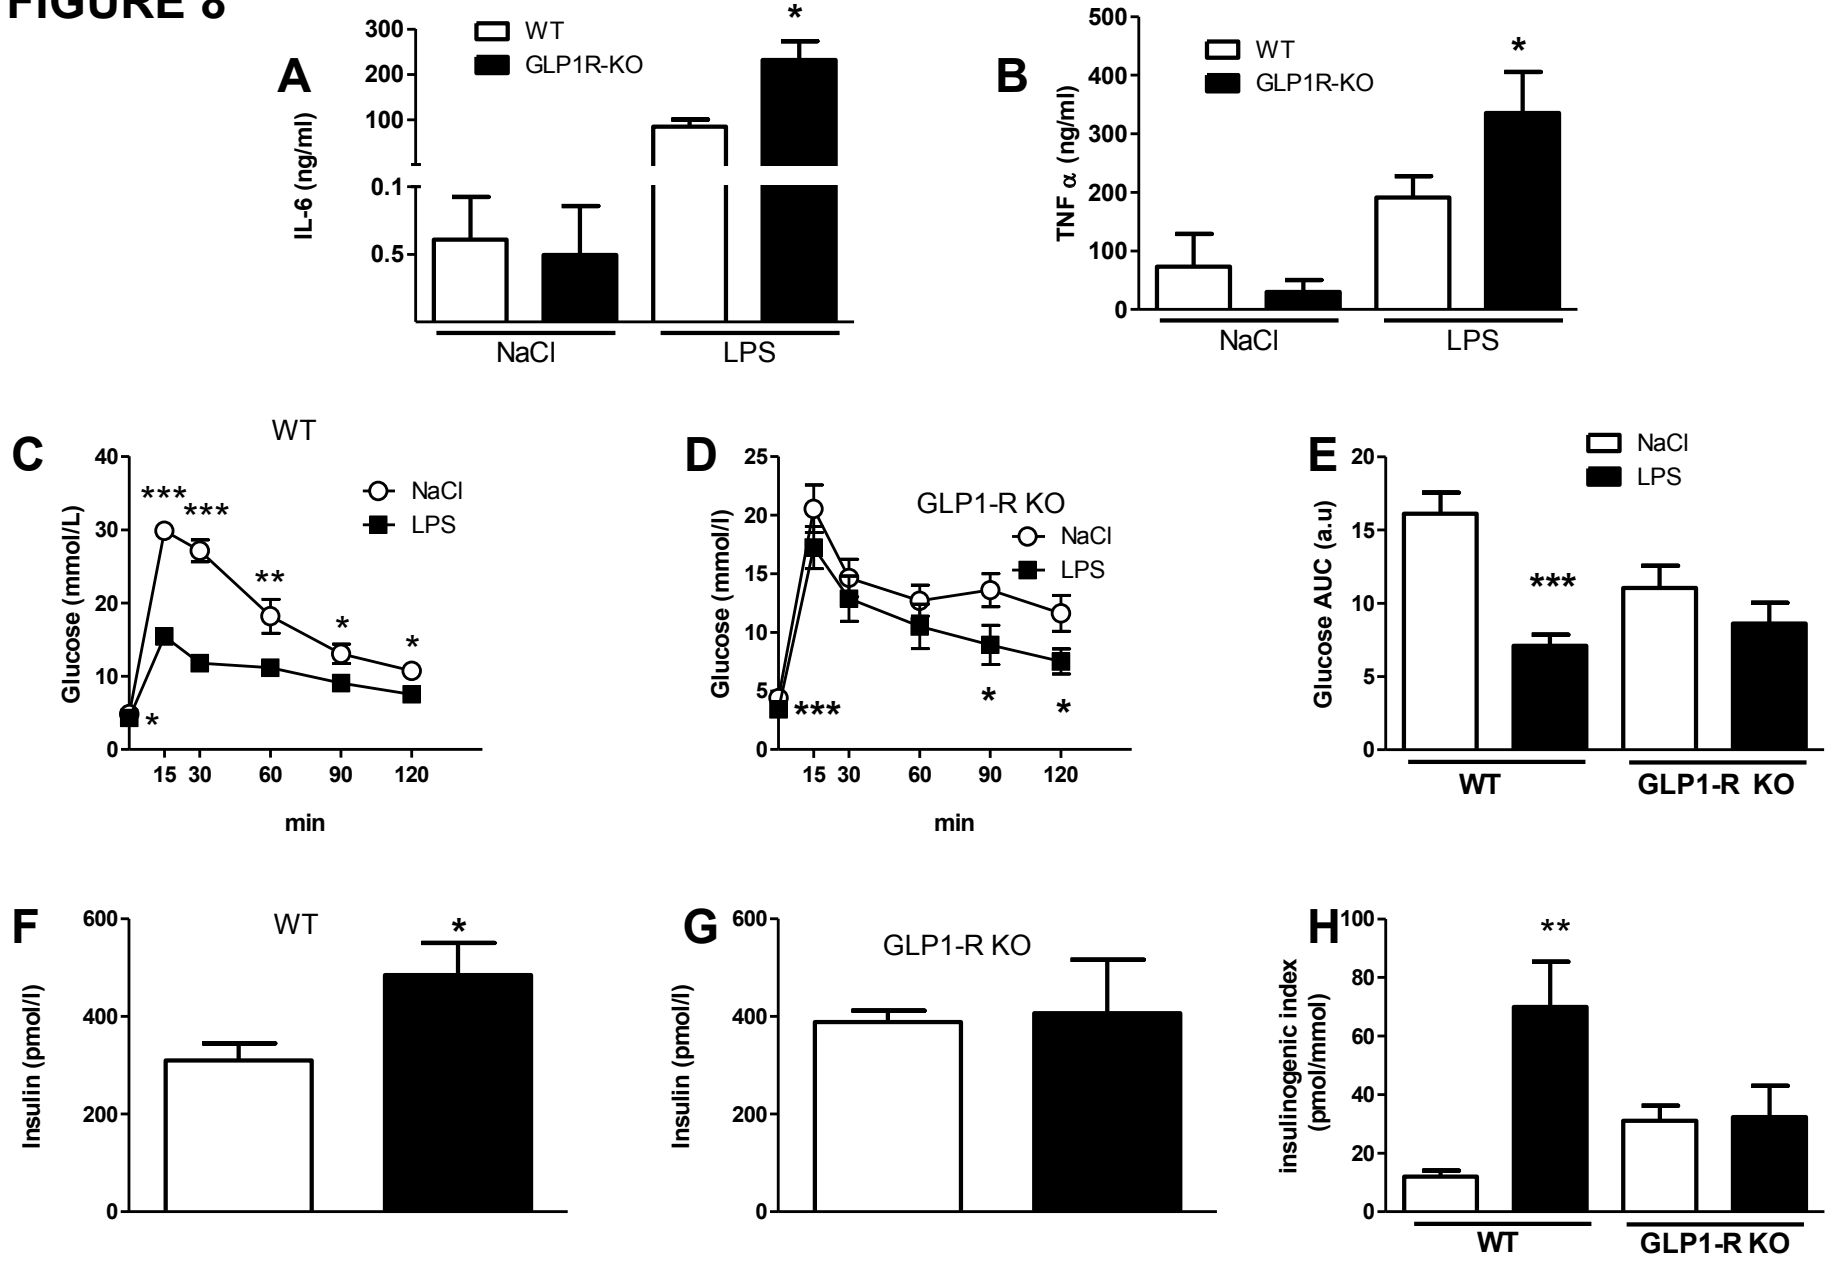 FIGURE 8
A
IL-6 (ng/ml)
300
200
100
0.1
0.5
WT
GLP1R-KO
*
NaCl
LPS
B
TNF α (ng/ml)
500
400
300
200
100
0
WT
GLP1R-KO
*
NaCl
LPS
C
WT
Glucose (mmol/L)
40
30
20
10
0
NaCl
LPS
***
***
**
*
*
*
15 30 60 90 120
min
D
GLP1-R KO
Glucose (mmol/l)
25
20
15
10
5
0
NaCl
LPS
***
*
*
15 30 60 90 120
min
E
Glucose AUC (a.u)
20
15
10
5
0
NaCl
LPS
***
WT
GLP1-R KO
F
WT
Insulin (pmol/l)
600
400
200
0
*
G
GLP1-R KO
Insulin (pmol/l)
600
400
200
0
H
insulinogenic index
(pmol/mmol)
100
80
60
40
20
0
**
WT
GLP1-R KO